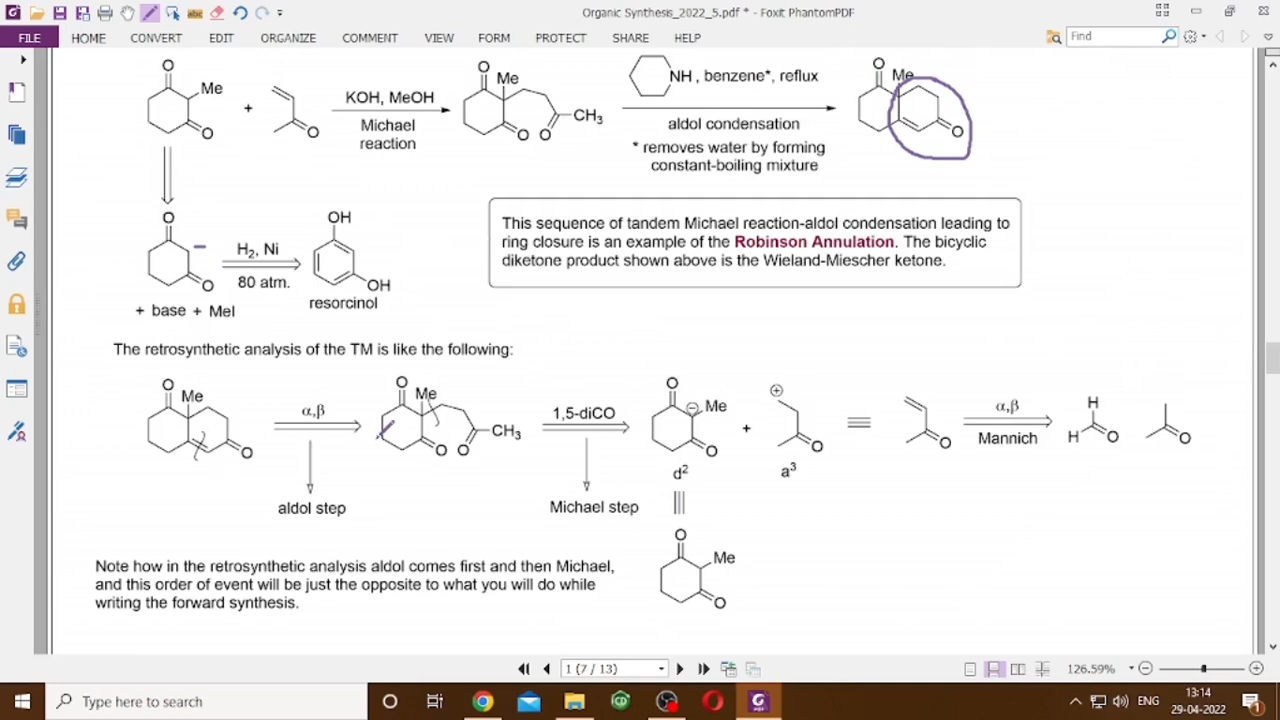 Organic Synthesis_2022_5.pdf * - Foxit PhantomPDF
FILE HOME CONVERT EDIT ORGANIZE COMMENT VIEW FORM PROTECT SHARE HELP
Find
O Me O + O
KOH, MeOH
Michael
reaction
O Me O O CH3
NH , benzene*, reflux
aldol condensation
* removes water by forming
constant-boiling mixture
O Me O
O O
+ base + MeI
H2, Ni
80 atm.
OH
OH
resorcinol
This sequence of tandem Michael reaction-aldol condensation leading to
ring closure is an example of the Robinson Annulation. The bicyclic
diketone product shown above is the Wieland-Miescher ketone.
The retrosynthetic analysis of the TM is like the following:
O Me O
α,β
aldol step
O Me O O CH3
1,5-diCO
Michael step
O Me O
d2
+
O
a3
O
α,β
Mannich
H H O
O
O Me O
Note how in the retrosynthetic analysis aldol comes first and then Michael,
and this order of event will be just the opposite to what you will do while
writing the forward synthesis.
1 (7 / 13)
126.59%
Type here to search
ENG
13:14
29-04-2022
1